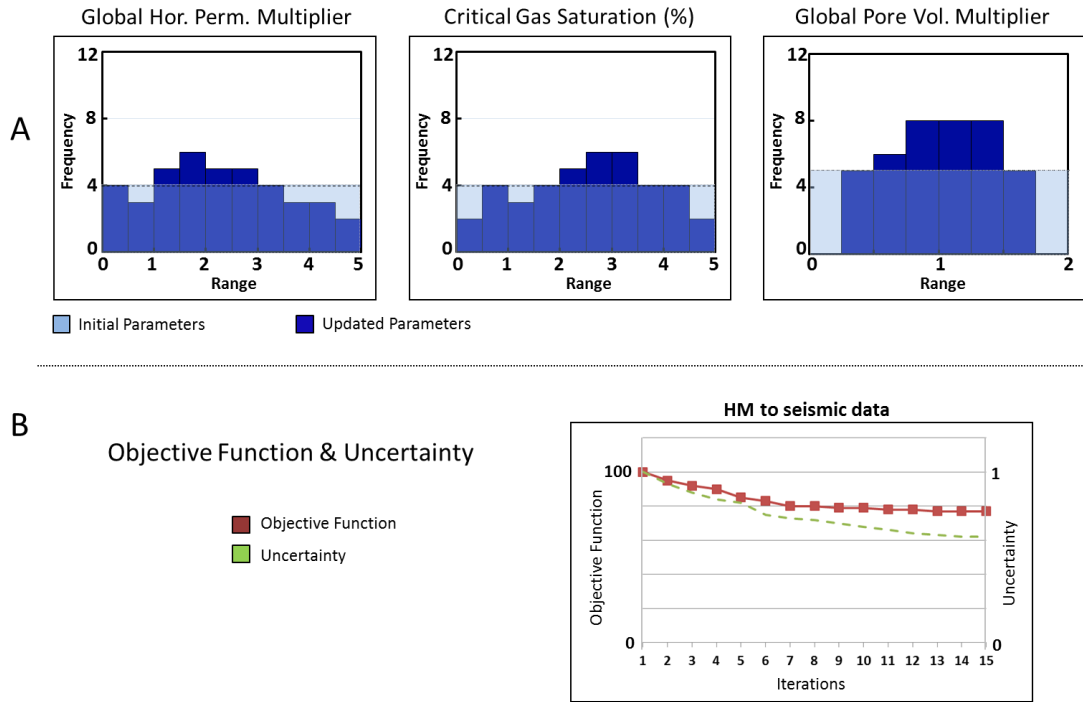 Global Hor. Perm. Multiplier
Critical Gas Saturation (%)
Global Pore Vol. Multiplier
A
Frequency
12
8
4
0
0 1 2 3 4 5
Range
Frequency
12
8
4
0
0 1 2 3 4 5
Range
Frequency
12
8
4
0
0 1 2
Range
Initial Parameters
Updated Parameters
B
Objective Function & Uncertainty
Objective Function
Uncertainty
HM to seismic data
Objective Function
100
0
1
0
Uncertainty
1 2 3 4 5 6 7 8 9 10 11 12 13 14 15
Iterations